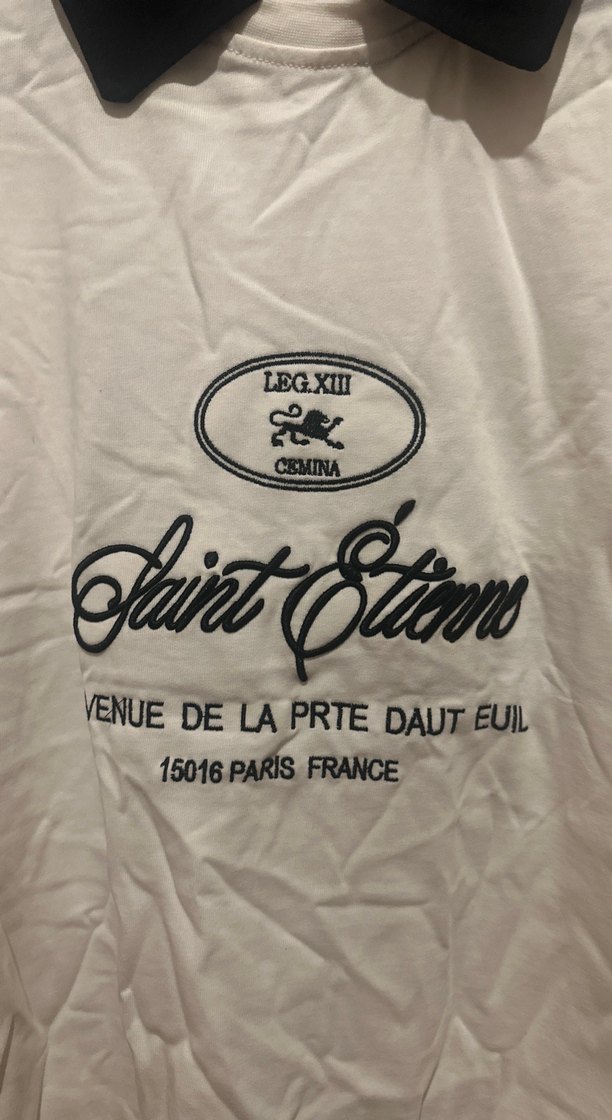 LEG.XIII
CEMINA
Saint Étienne
VENUE DE LA PRTE DAUT EUIL
15016 PARIS FRANCE